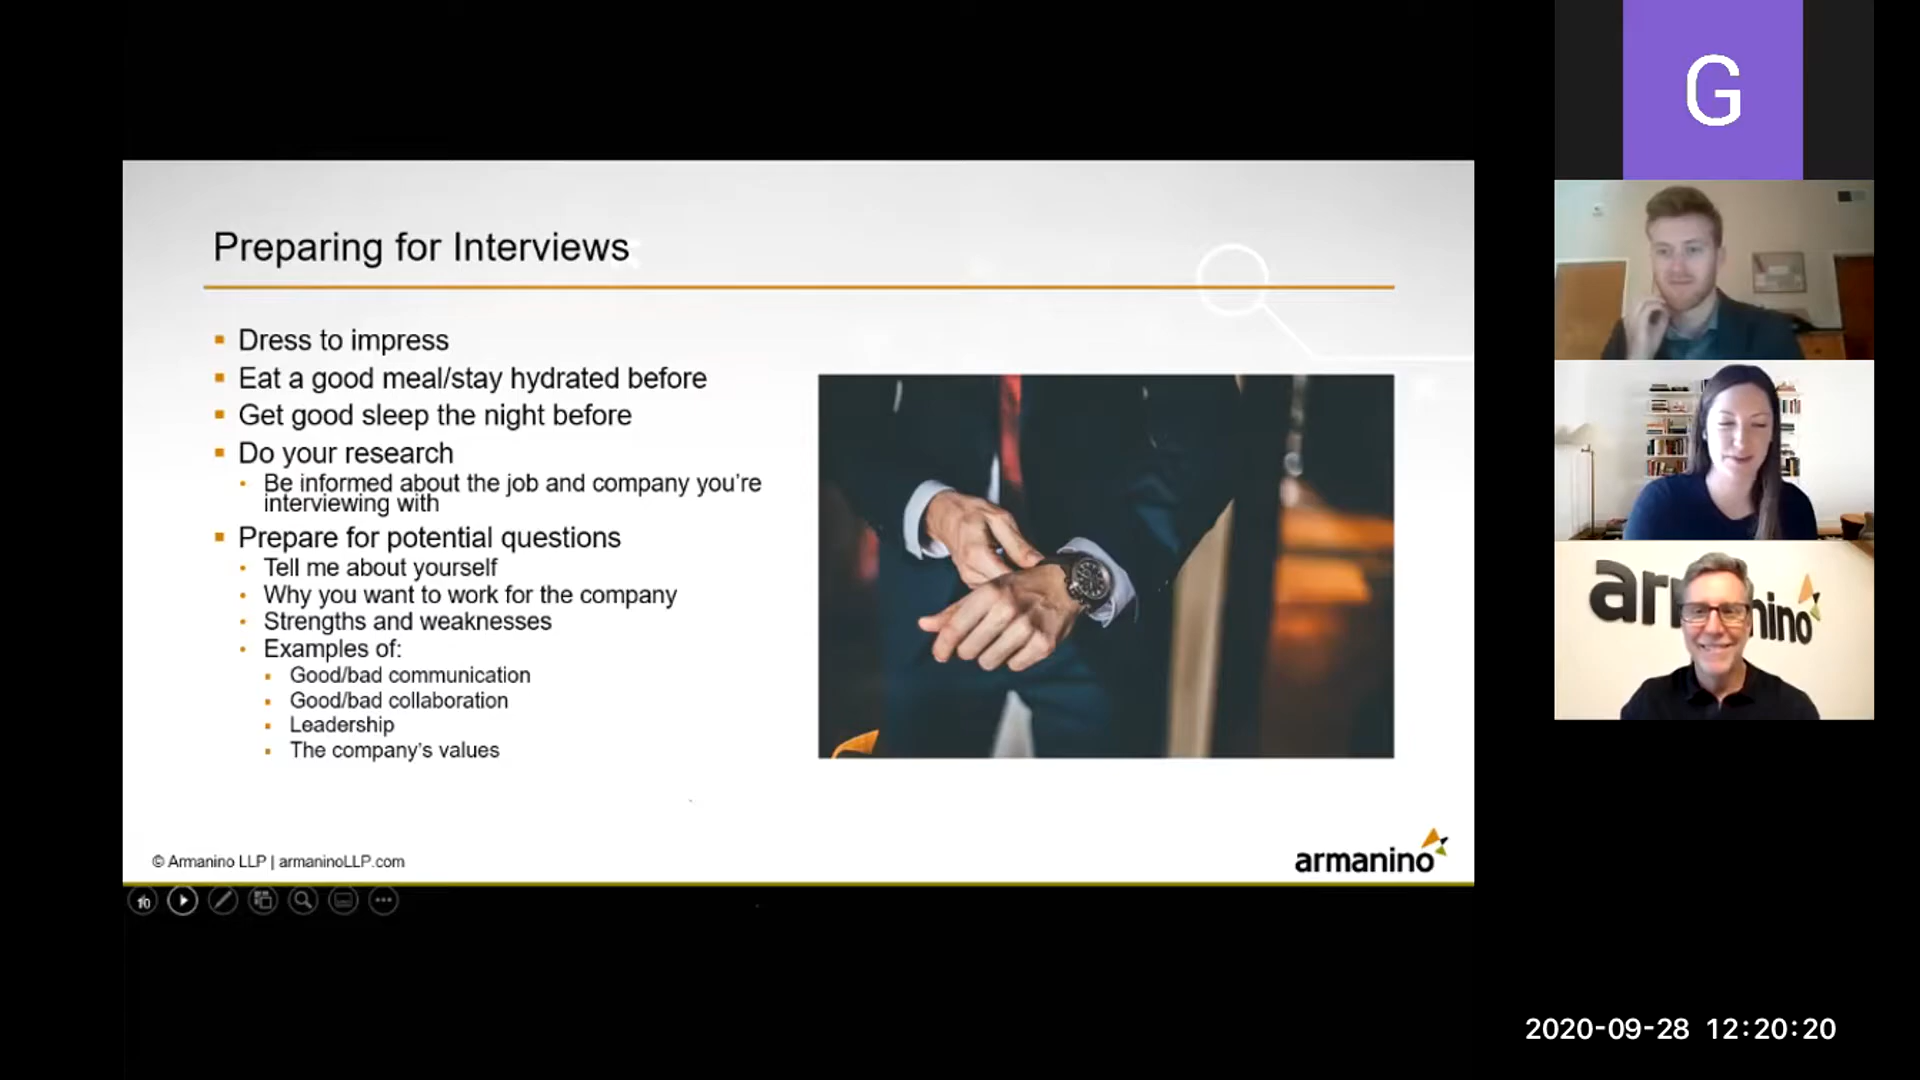 G
Preparing for Interviews
Dress to impress
Eat a good meal/stay hydrated before
Get good sleep the night before
Do your research
Be informed about the job and company you're
interviewing with
Prepare for potential questions
Tell me about yourself
Why you want to work for the company
Strengths and weaknesses
Examples of:
Good/bad communication
Good/bad collaboration
Leadership
The company's values
© Armanino LLP | armaninoLLP.com
armanino
2020-09-28 12:20:20